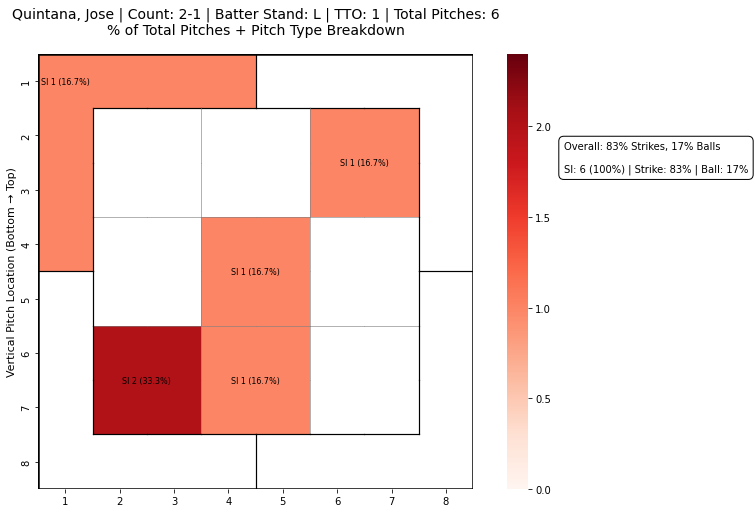 Quintana, Jose | Count: 2-1 | Batter Stand: L | TTO: 1 | Total Pitches: 6
% of Total Pitches + Pitch Type Breakdown
Vertical Pitch Location (Bottom → Top)
1
2
3
4
5
6
7
8
SI 1 (16.7%)
SI 1 (16.7%)
SI 1 (16.7%)
SI 2 (33.3%)
SI 1 (16.7%)
1
2
3
4
5
6
7
8
2.0
1.5
1.0
0.5
0.0
Overall: 83% Strikes, 17% Balls
SI: 6 (100%) | Strike: 83% | Ball: 17%